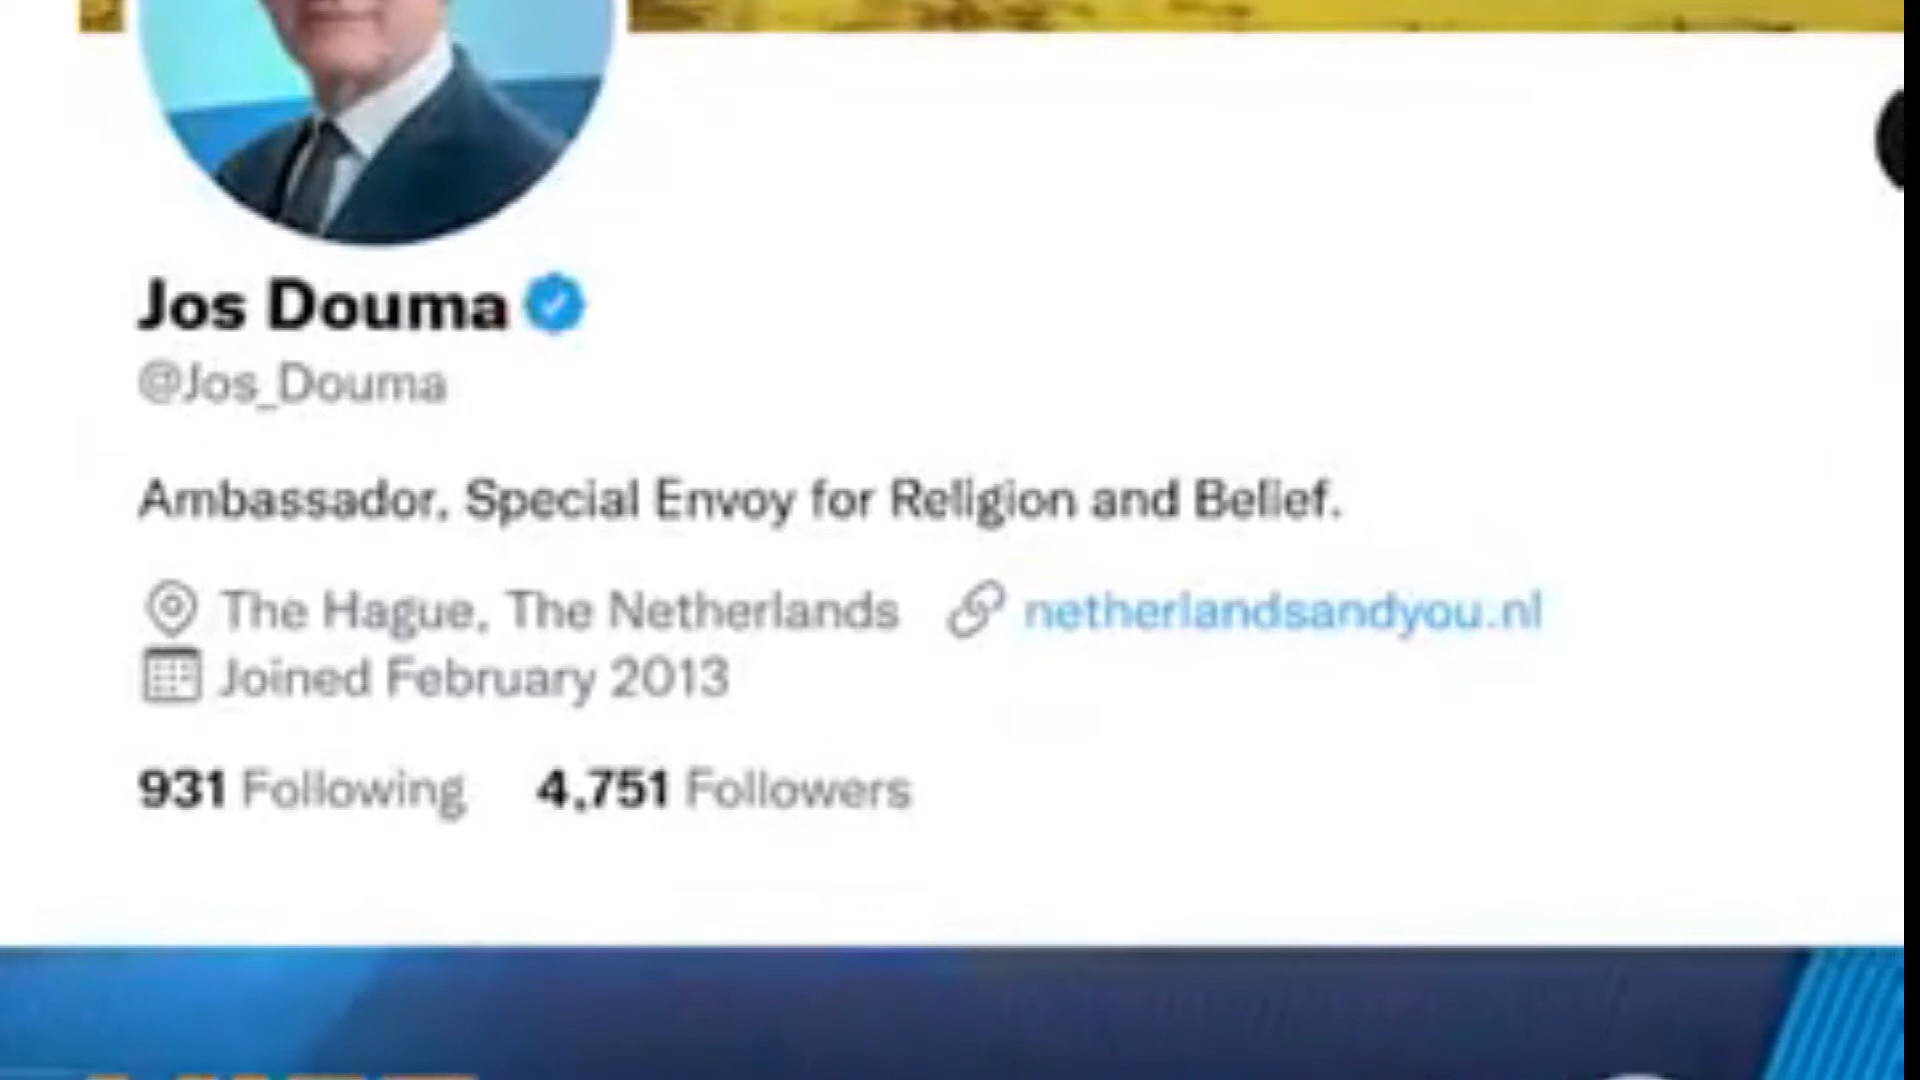 Jos Douma
@Jos_Douma
Ambassador, Special Envoy for Religion and Belief.
The Hague, The Netherlands netherlandsandyou.nl
Joined February 2013
931 Following 4,751 Followers